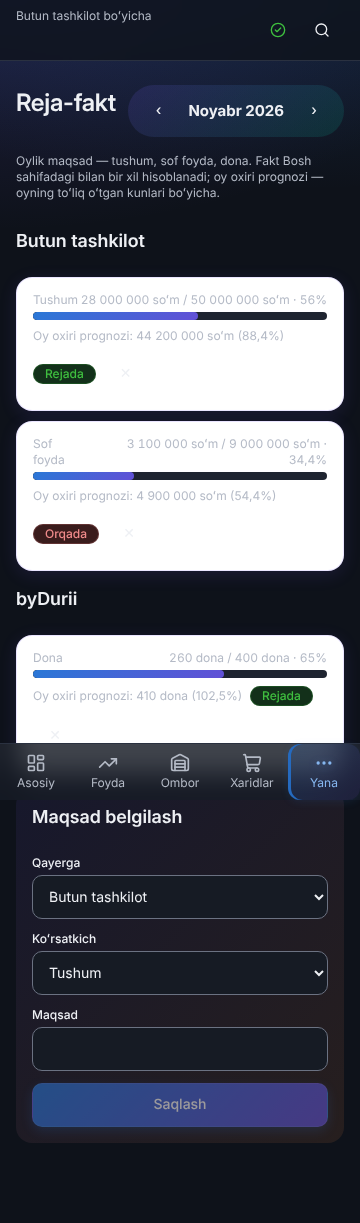 Butun tashkilot bo‘yicha
Reja-fakt
‹ Noyabr 2026 ›
Oylik maqsad — tushum, sof foyda, dona. Fakt Bosh
sahifadagi bilan bir xil hisoblanadi; oy oxiri prognozi —
oyning to‘liq o‘tgan kunlari bo‘yicha.
Butun tashkilot
Tushum 28 000 000 so‘m / 50 000 000 so‘m · 56%
Oy oxiri prognozi: 44 200 000 so‘m (88,4%)
Rejada ×
Sof foyda
3 100 000 so‘m / 9 000 000 so‘m ·
34,4%
Oy oxiri prognozi: 4 900 000 so‘m (54,4%)
Orqada ×
byDurii
Dona 260 dona / 400 dona · 65%
Oy oxiri prognozi: 410 dona (102,5%) Rejada
×
Asosiy Foyda Ombor Xaridlar Yana
Maqsad belgilash
Qayerga
Butun tashkilot
Ko‘rsatkich
Tushum
Maqsad
Saqlash